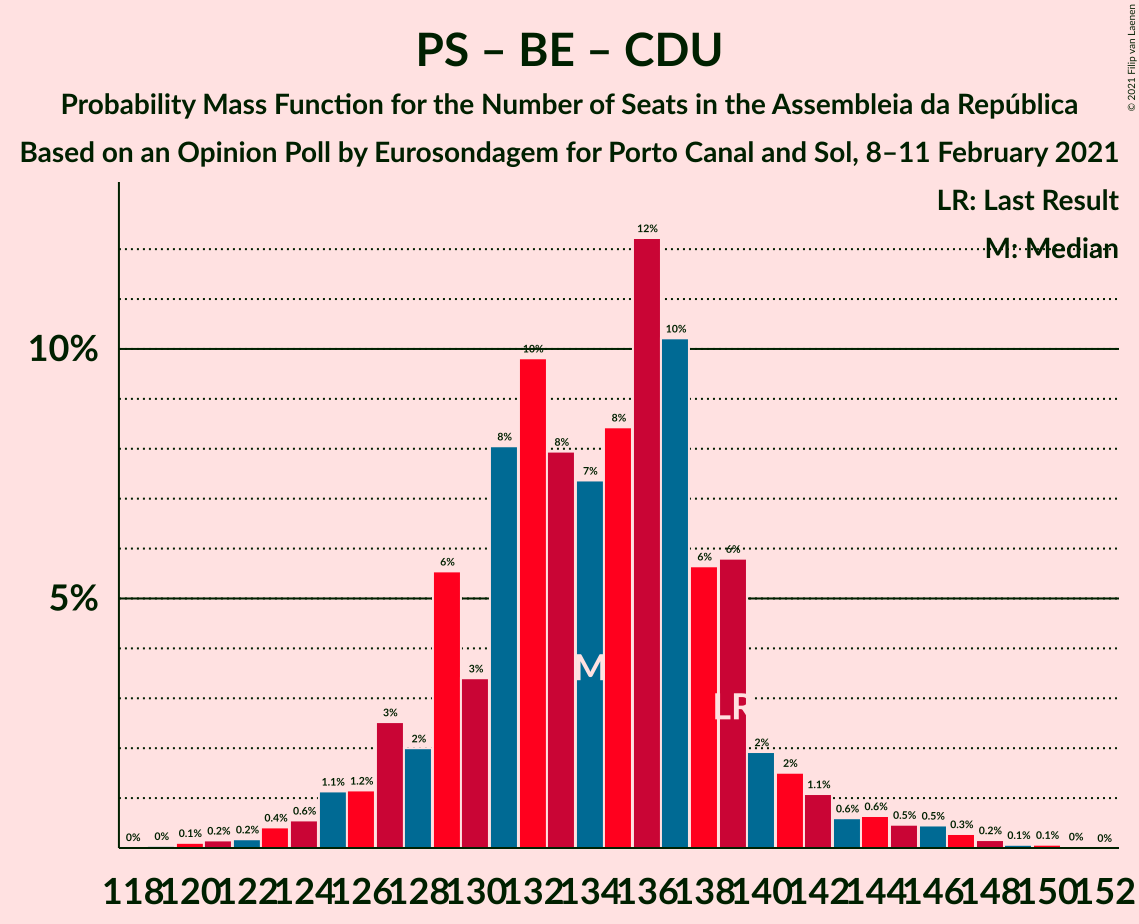 PS – BE – CDU
Probability Mass Function for the Number of Seats in the Assembleia da República
Based on an Opinion Poll by Eurosondagem for Porto Canal and Sol, 8–11 February 2021
© 2021 Filip van Laenen
LR: Last Result
M: Median
10%
5%
0% 0% 0.1% 0.2% 0.2% 0.4% 0.6% 1.1% 1.2% 3% 2% 6% 3% 8% 10% 8% 7% 8% 12% 10% 6% 6% 2% 2% 1.1% 0.6% 0.6% 0.5% 0.5% 0.3% 0.2% 0.1% 0.1% 0% 0%
M
LR
118 120 122 124 126 128 130 132 134 136 138 140 142 144 146 148 150 152